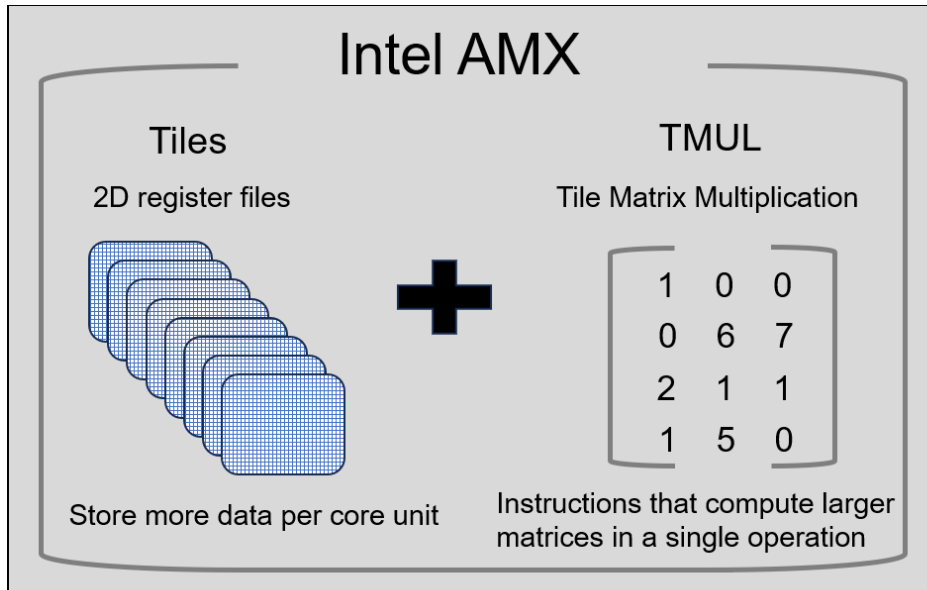 Intel AMX
Tiles
2D register files
Store more data per core unit
TMUL
Tile Matrix Multiplication
1 0 0
0 6 7
2 1 1
1 5 0
Instructions that compute larger
matrices in a single operation